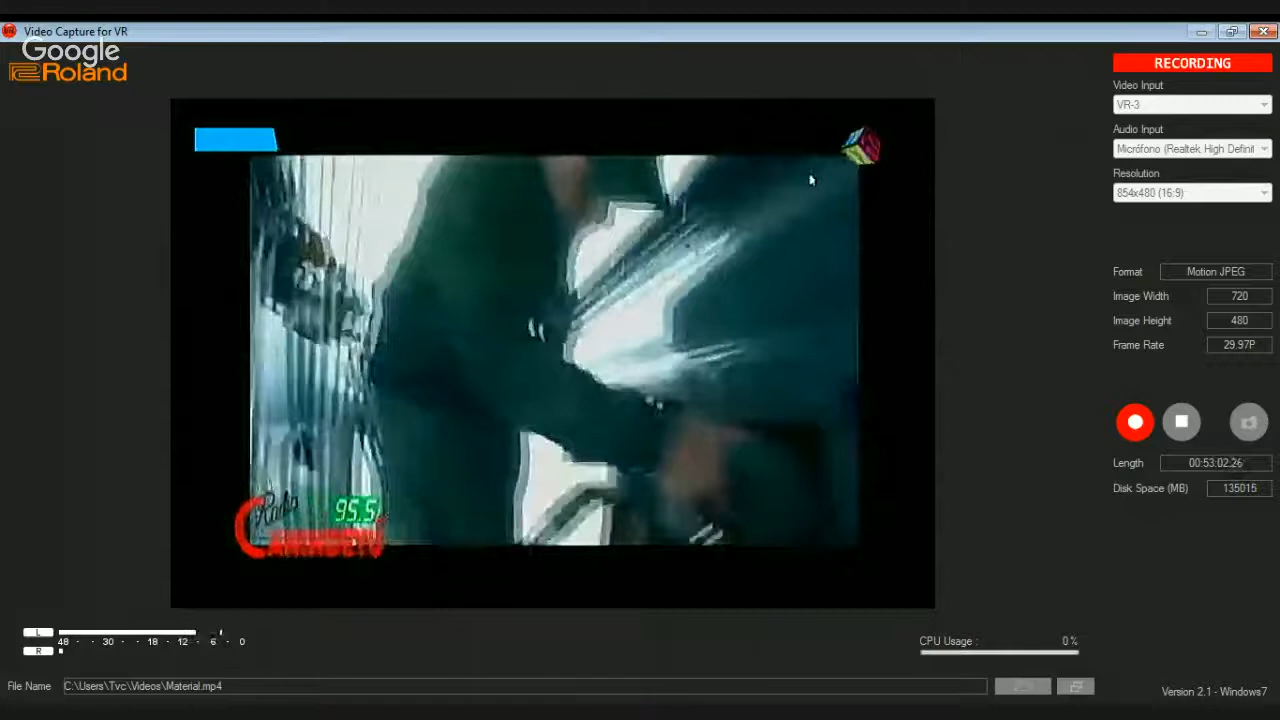 Video Capture for VR
Google
Roland
RECORDING
Video Input
VR-3
Audio Input
Micrófono (Realtek High Definit
Resolution
854x480 (16:9)
Format
Motion JPEG
Image Width
720
Image Height
480
Frame Rate
29.97P
Radio
95.5
Length
00:53:02.26
Disk Space (MB)
135015
L
48 - - 30 - - 18 - 12 - 6 - 0
R
CPU Usage :
0 %
File Name
C:\Users\Tvc\Videos\Material.mp4
Version 2.1 - Windows7